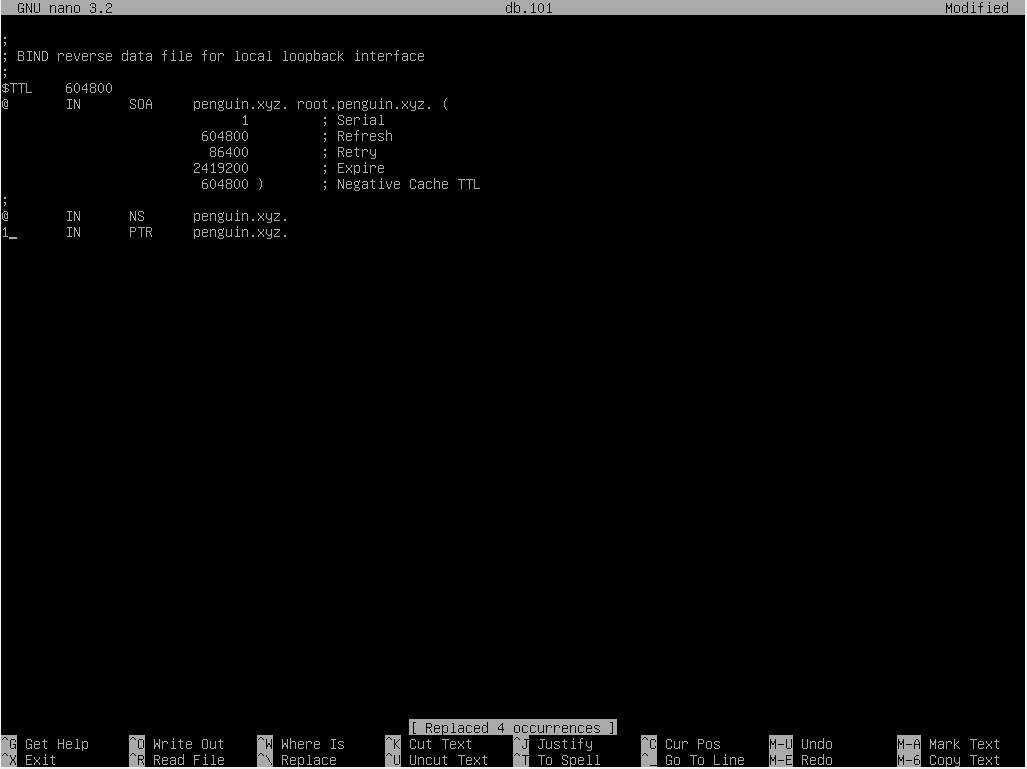 GNU nano 3.2 db.101 Modified
;
; BIND reverse data file for local loopback interface
;
$TTL 604800
@ IN SOA penguin.xyz. root.penguin.xyz. (
1 ; Serial
604800 ; Refresh
86400 ; Retry
2419200 ; Expire
604800 ) ; Negative Cache TTL
;
@ IN NS penguin.xyz.
1_ IN PTR penguin.xyz.
[ Replaced 4 occurrences ]
^G Get Help ^O Write Out ^W Where Is ^K Cut Text ^J Justify ^C Cur Pos M-U Undo M-A Mark Text
^X Exit ^R Read File ^\ Replace ^U Uncut Text ^T To Spell ^_ Go To Line M-E Redo M-6 Copy Text